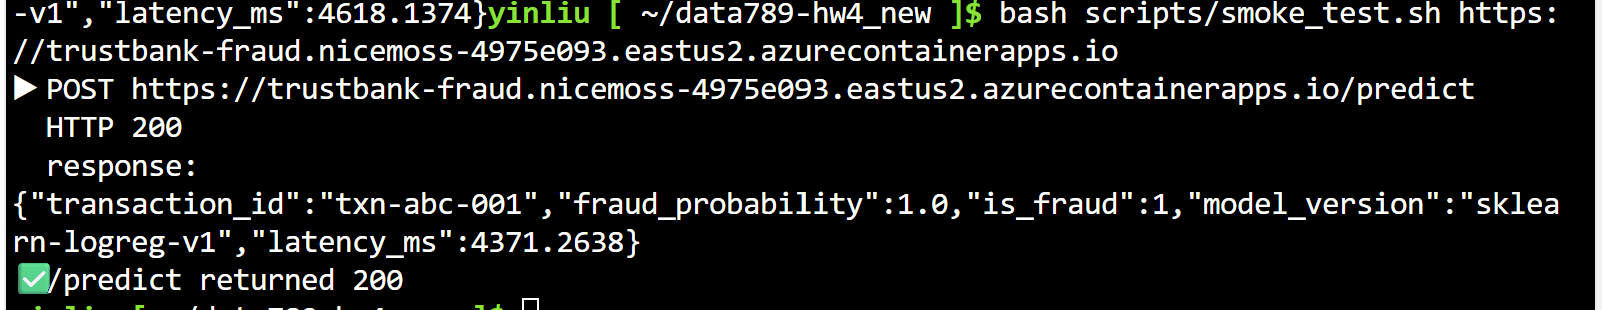 -v1","latency_ms":4618.1374}yinliu [ ~/data789-hw4_new ]$ bash scripts/smoke_test.sh https:
//trustbank-fraud.nicemoss-4975e093.eastus2.azurecontainerapps.io
▶ POST https://trustbank-fraud.nicemoss-4975e093.eastus2.azurecontainerapps.io/predict
  HTTP 200
  response:
{"transaction_id":"txn-abc-001","fraud_probability":1.0,"is_fraud":1,"model_version":"sklea
rn-logreg-v1","latency_ms":4371.2638}
✅/predict returned 200